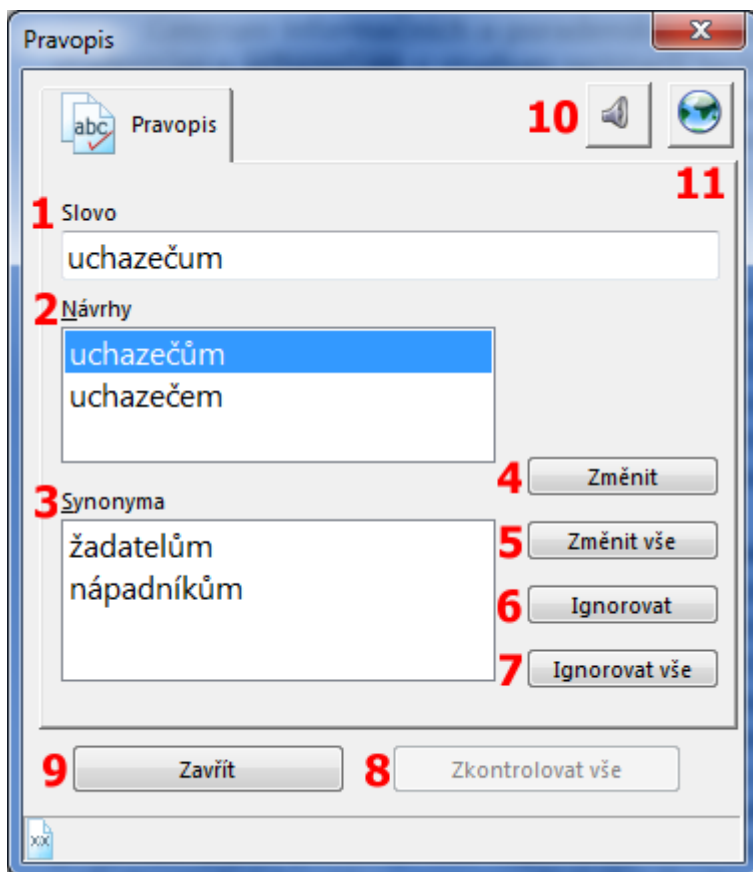 Pravopis
abc Pravopis 10
11
1 Slovo
uchazečum
2 Návrhy
uchazečům
uchazečem
4 Změnit
3 Synonyma
žadatelům
5 Změnit vše
nápadníkům
6 Ignorovat
7 Ignorovat vše
9 Zavřít 8 Zkontrolovat vše
xx